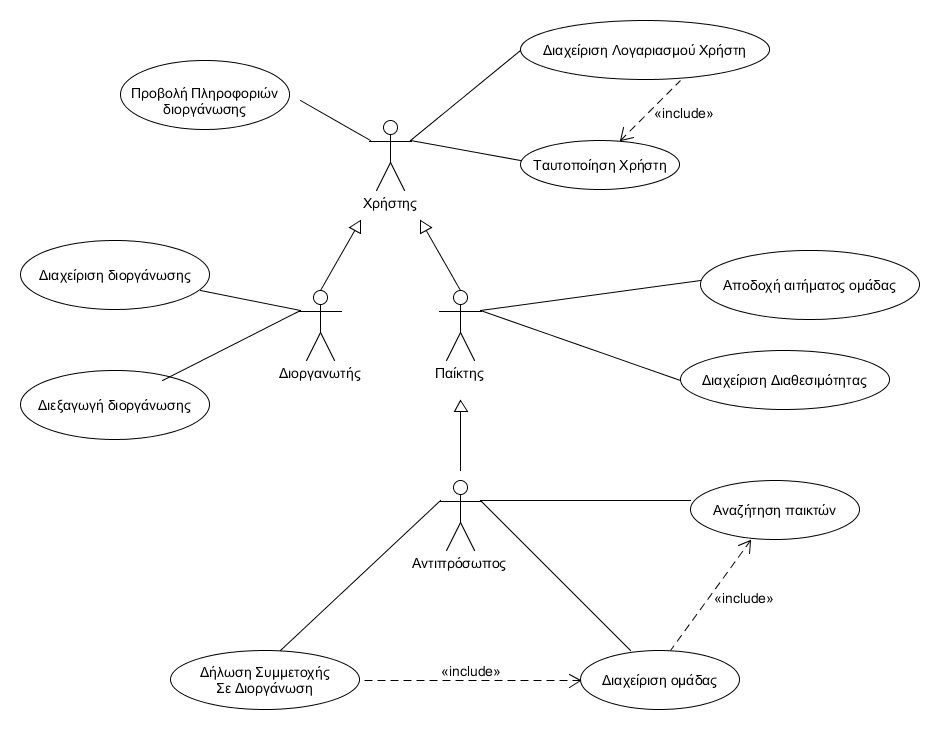 Διαχείριση Λογαριασμού Χρήστη
Προβολή Πληροφοριών
διοργάνωσης
«include»
Ταυτοποίηση Χρήστη
Χρήστης
Διαχείριση διοργάνωσης
Αποδοχή αιτήματος ομάδας
Διοργανωτής
Παίκτης
Διαχείριση Διαθεσιμότητας
Διεξαγωγή διοργάνωσης
Αναζήτηση παικτών
Αντιπρόσωπος
«include»
Δήλωση Συμμετοχής
Σε Διοργάνωση
«include»
Διαχείριση ομάδας